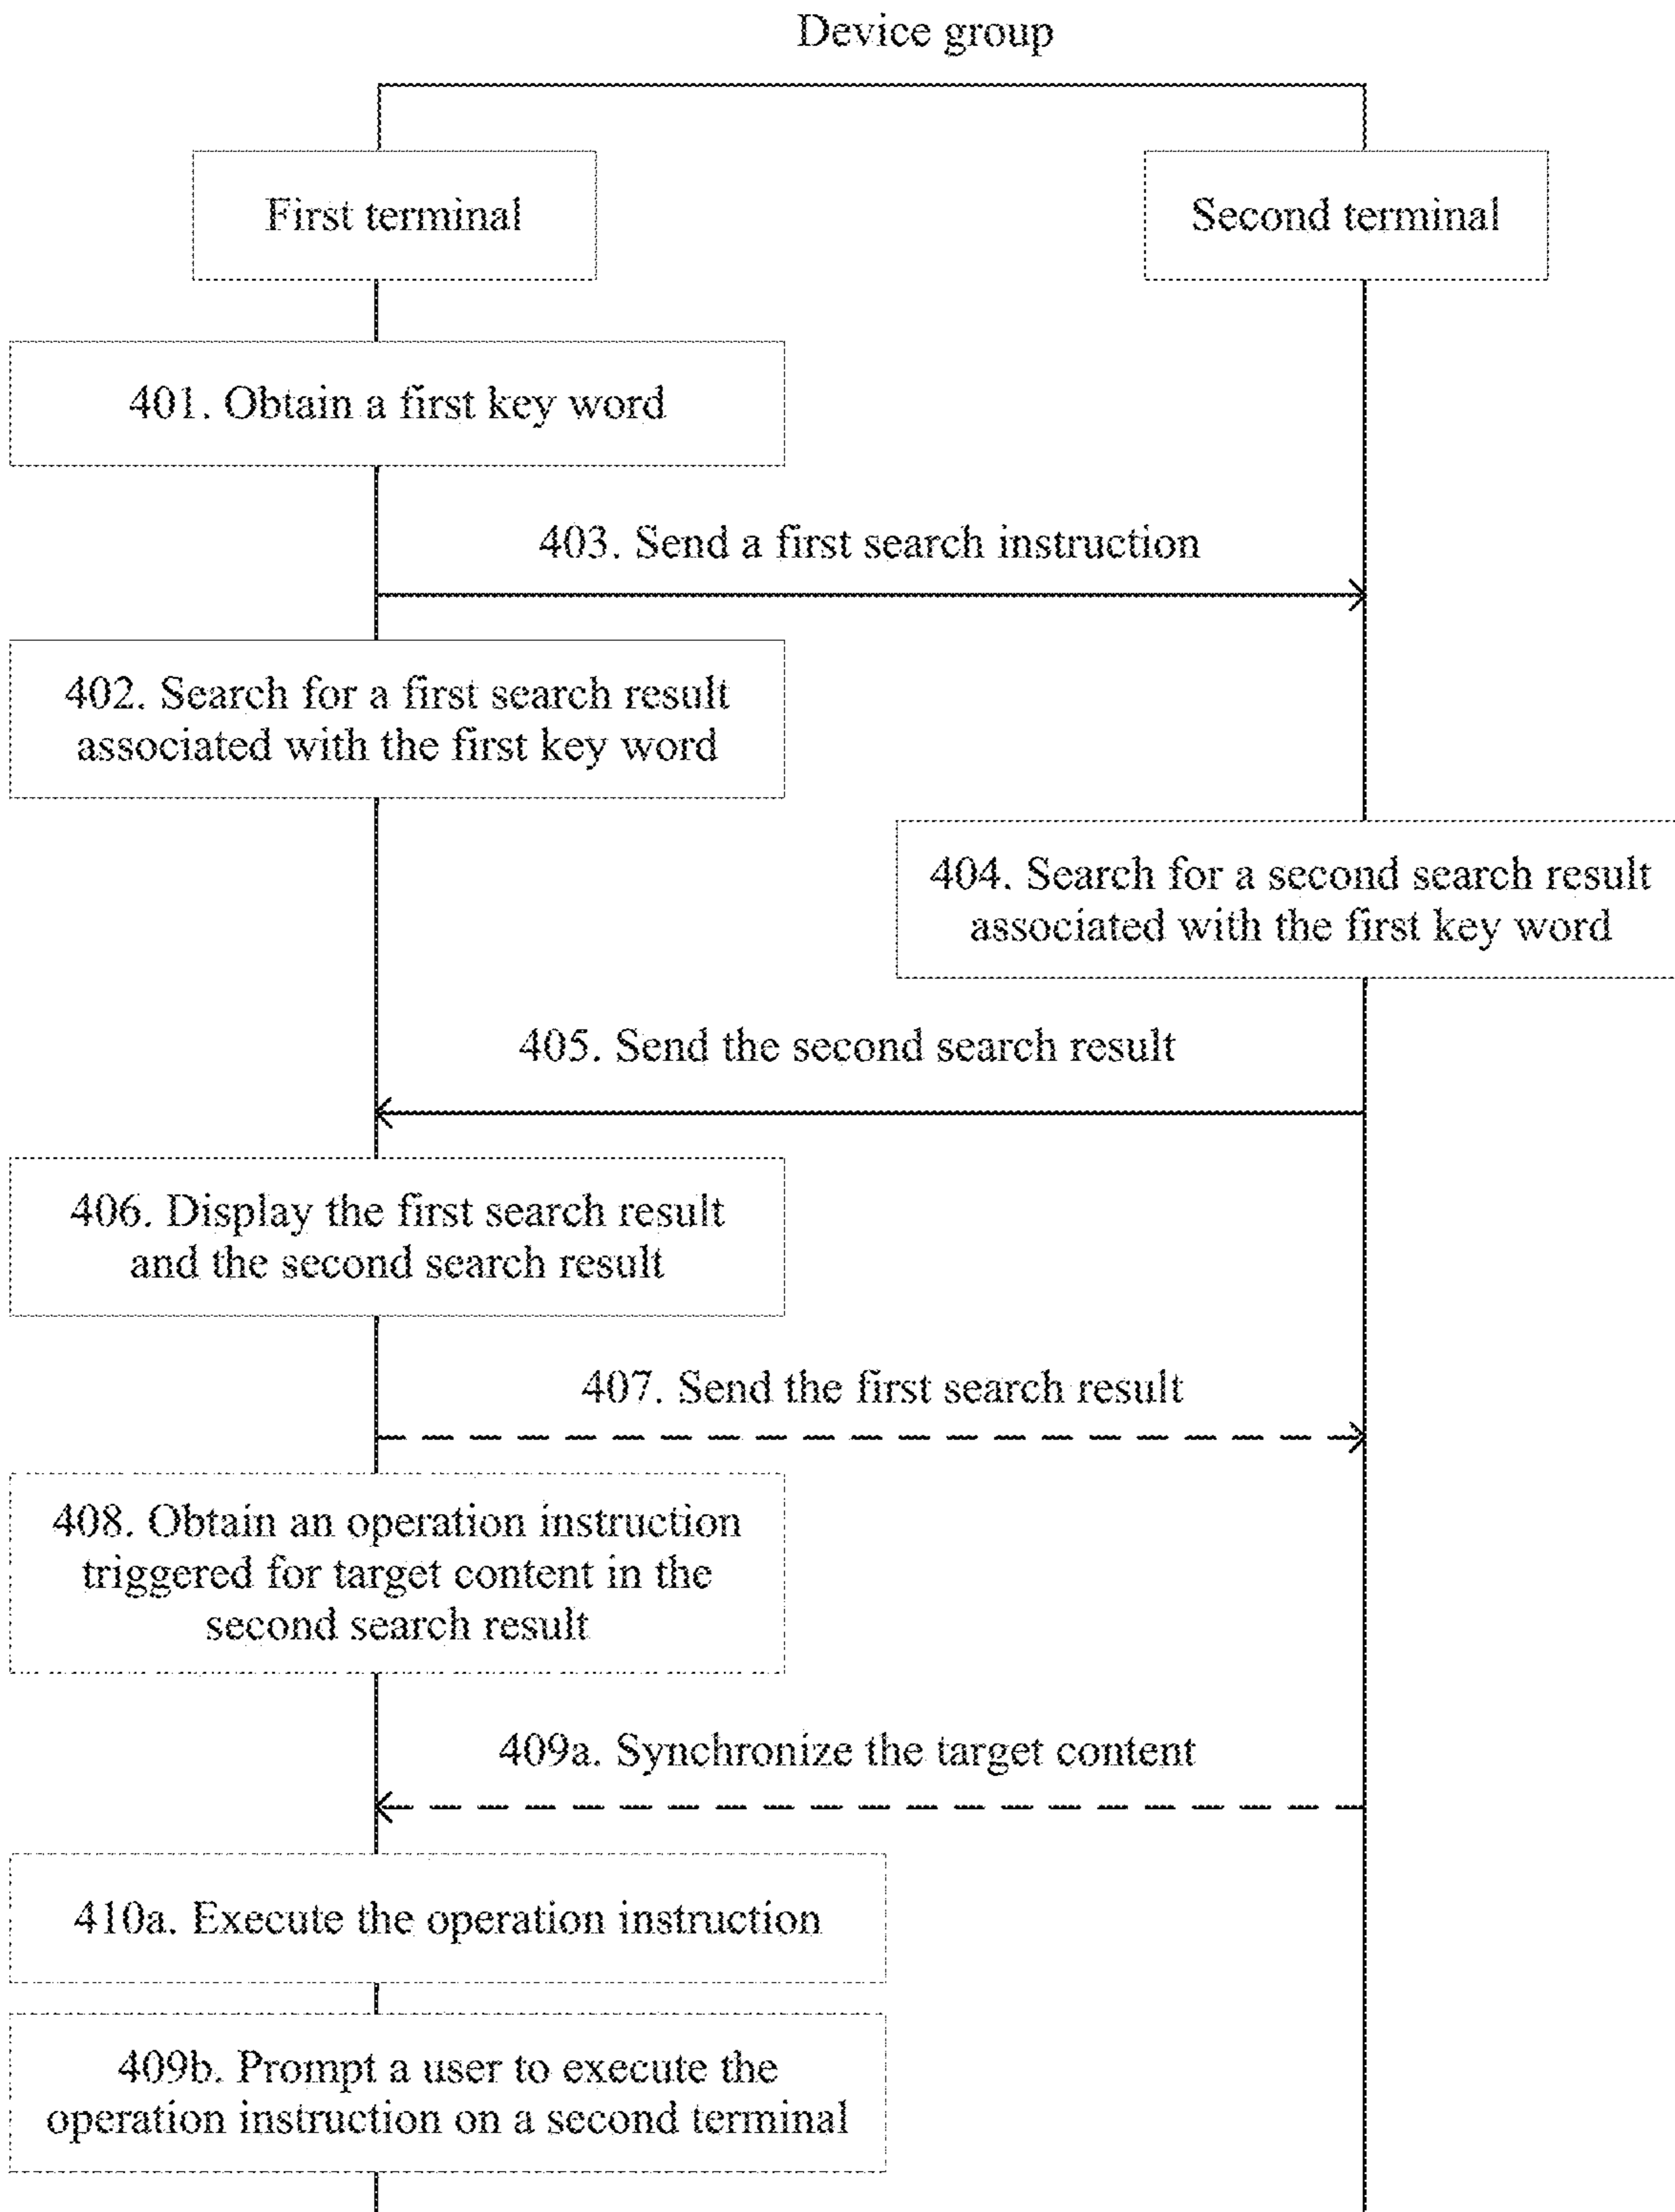 Device group
First terminal
Second terminal
401. Obtain a first key word
403. Send a first search instruction
402. Search for a first search result
associated with the first key word
404. Search for a second search result
associated with the first key word
405. Send the second search result
406. Display the first search result
and the second search result
407. Send the first search result
408. Obtain an operation instruction
triggered for target content in the
second search result
409a. Synchronize the target content
410a. Execute the operation instruction
409b. Prompt a user to execute the
operation instruction on a second terminal